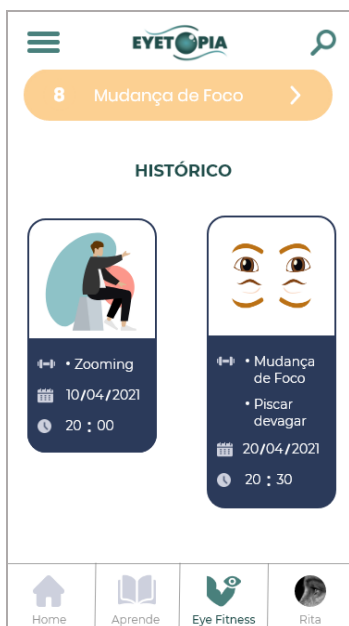 EYETOPIA
8 Mudança de Foco
HISTÓRICO
• Zooming
10/04/2021
20 : 00
• Mudança
de Foco
• Piscar
devagar
20/04/2021
20 : 30
Home
Aprende
Eye Fitness
Rita